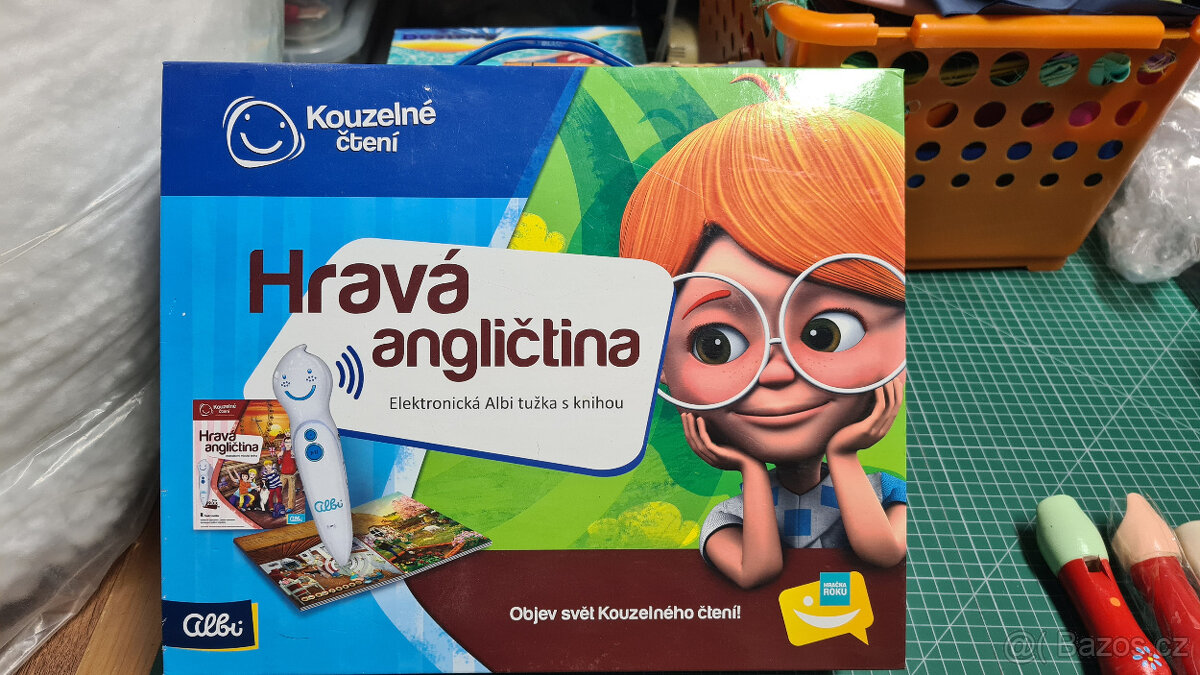 Kouzelné
čtení
Hravá
angličtina
Elektronická Albi tužka s knihou
Kouzelné
čtení
Hravá
angličtina
albi
Albi
Objev svět Kouzelného čtení!
HRAČKA
ROKU
@( Bazos.cz